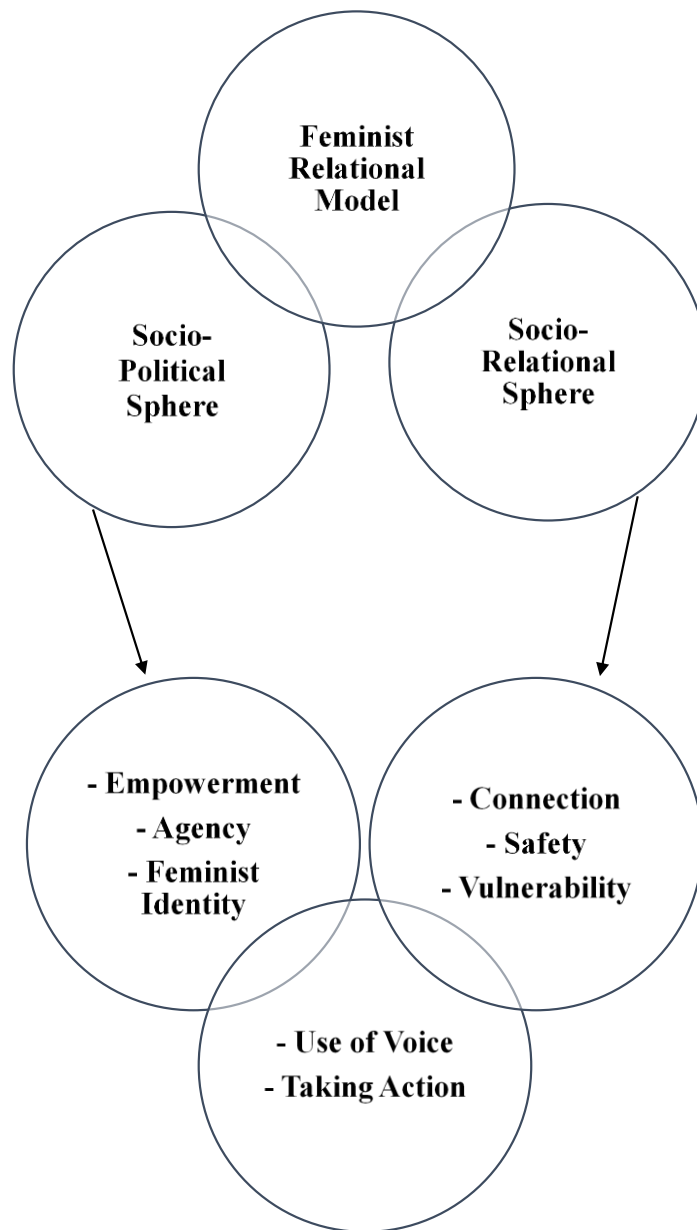 Feminist
Relational
Model
Socio-
Political
Sphere
Socio-
Relational
Sphere
- Empowerment
- Agency
- Feminist
Identity
- Connection
- Safety
- Vulnerability
- Use of Voice
- Taking Action